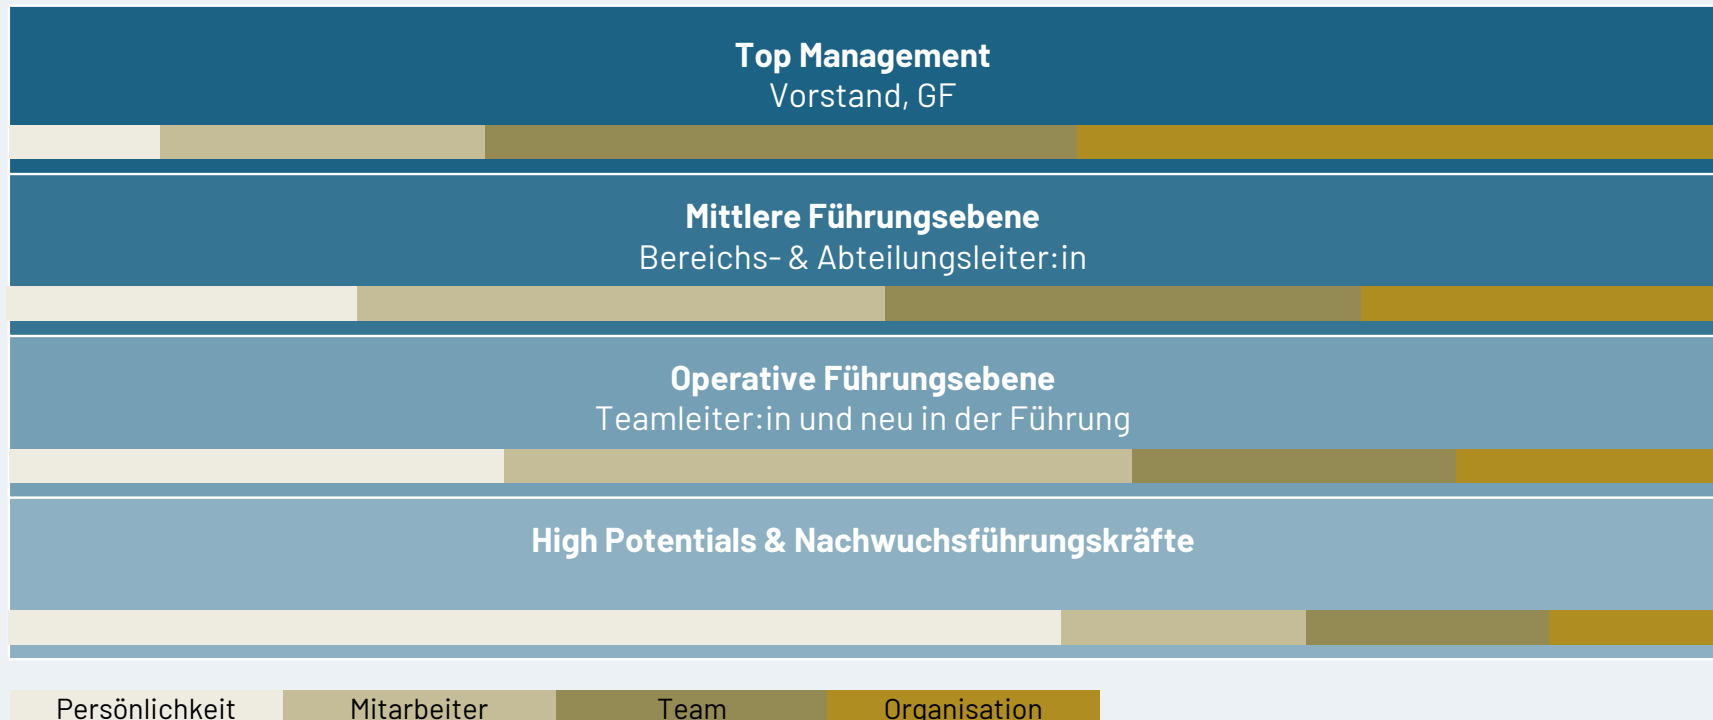 Top Management
Vorstand, GF
Mittlere Führungsebene
Bereichs- & Abteilungsleiter:in
Operative Führungsebene
Teamleiter:in und neu in der Führung
High Potentials & Nachwuchsführungskräfte
Persönlichkeit Mitarbeiter Team Organisation